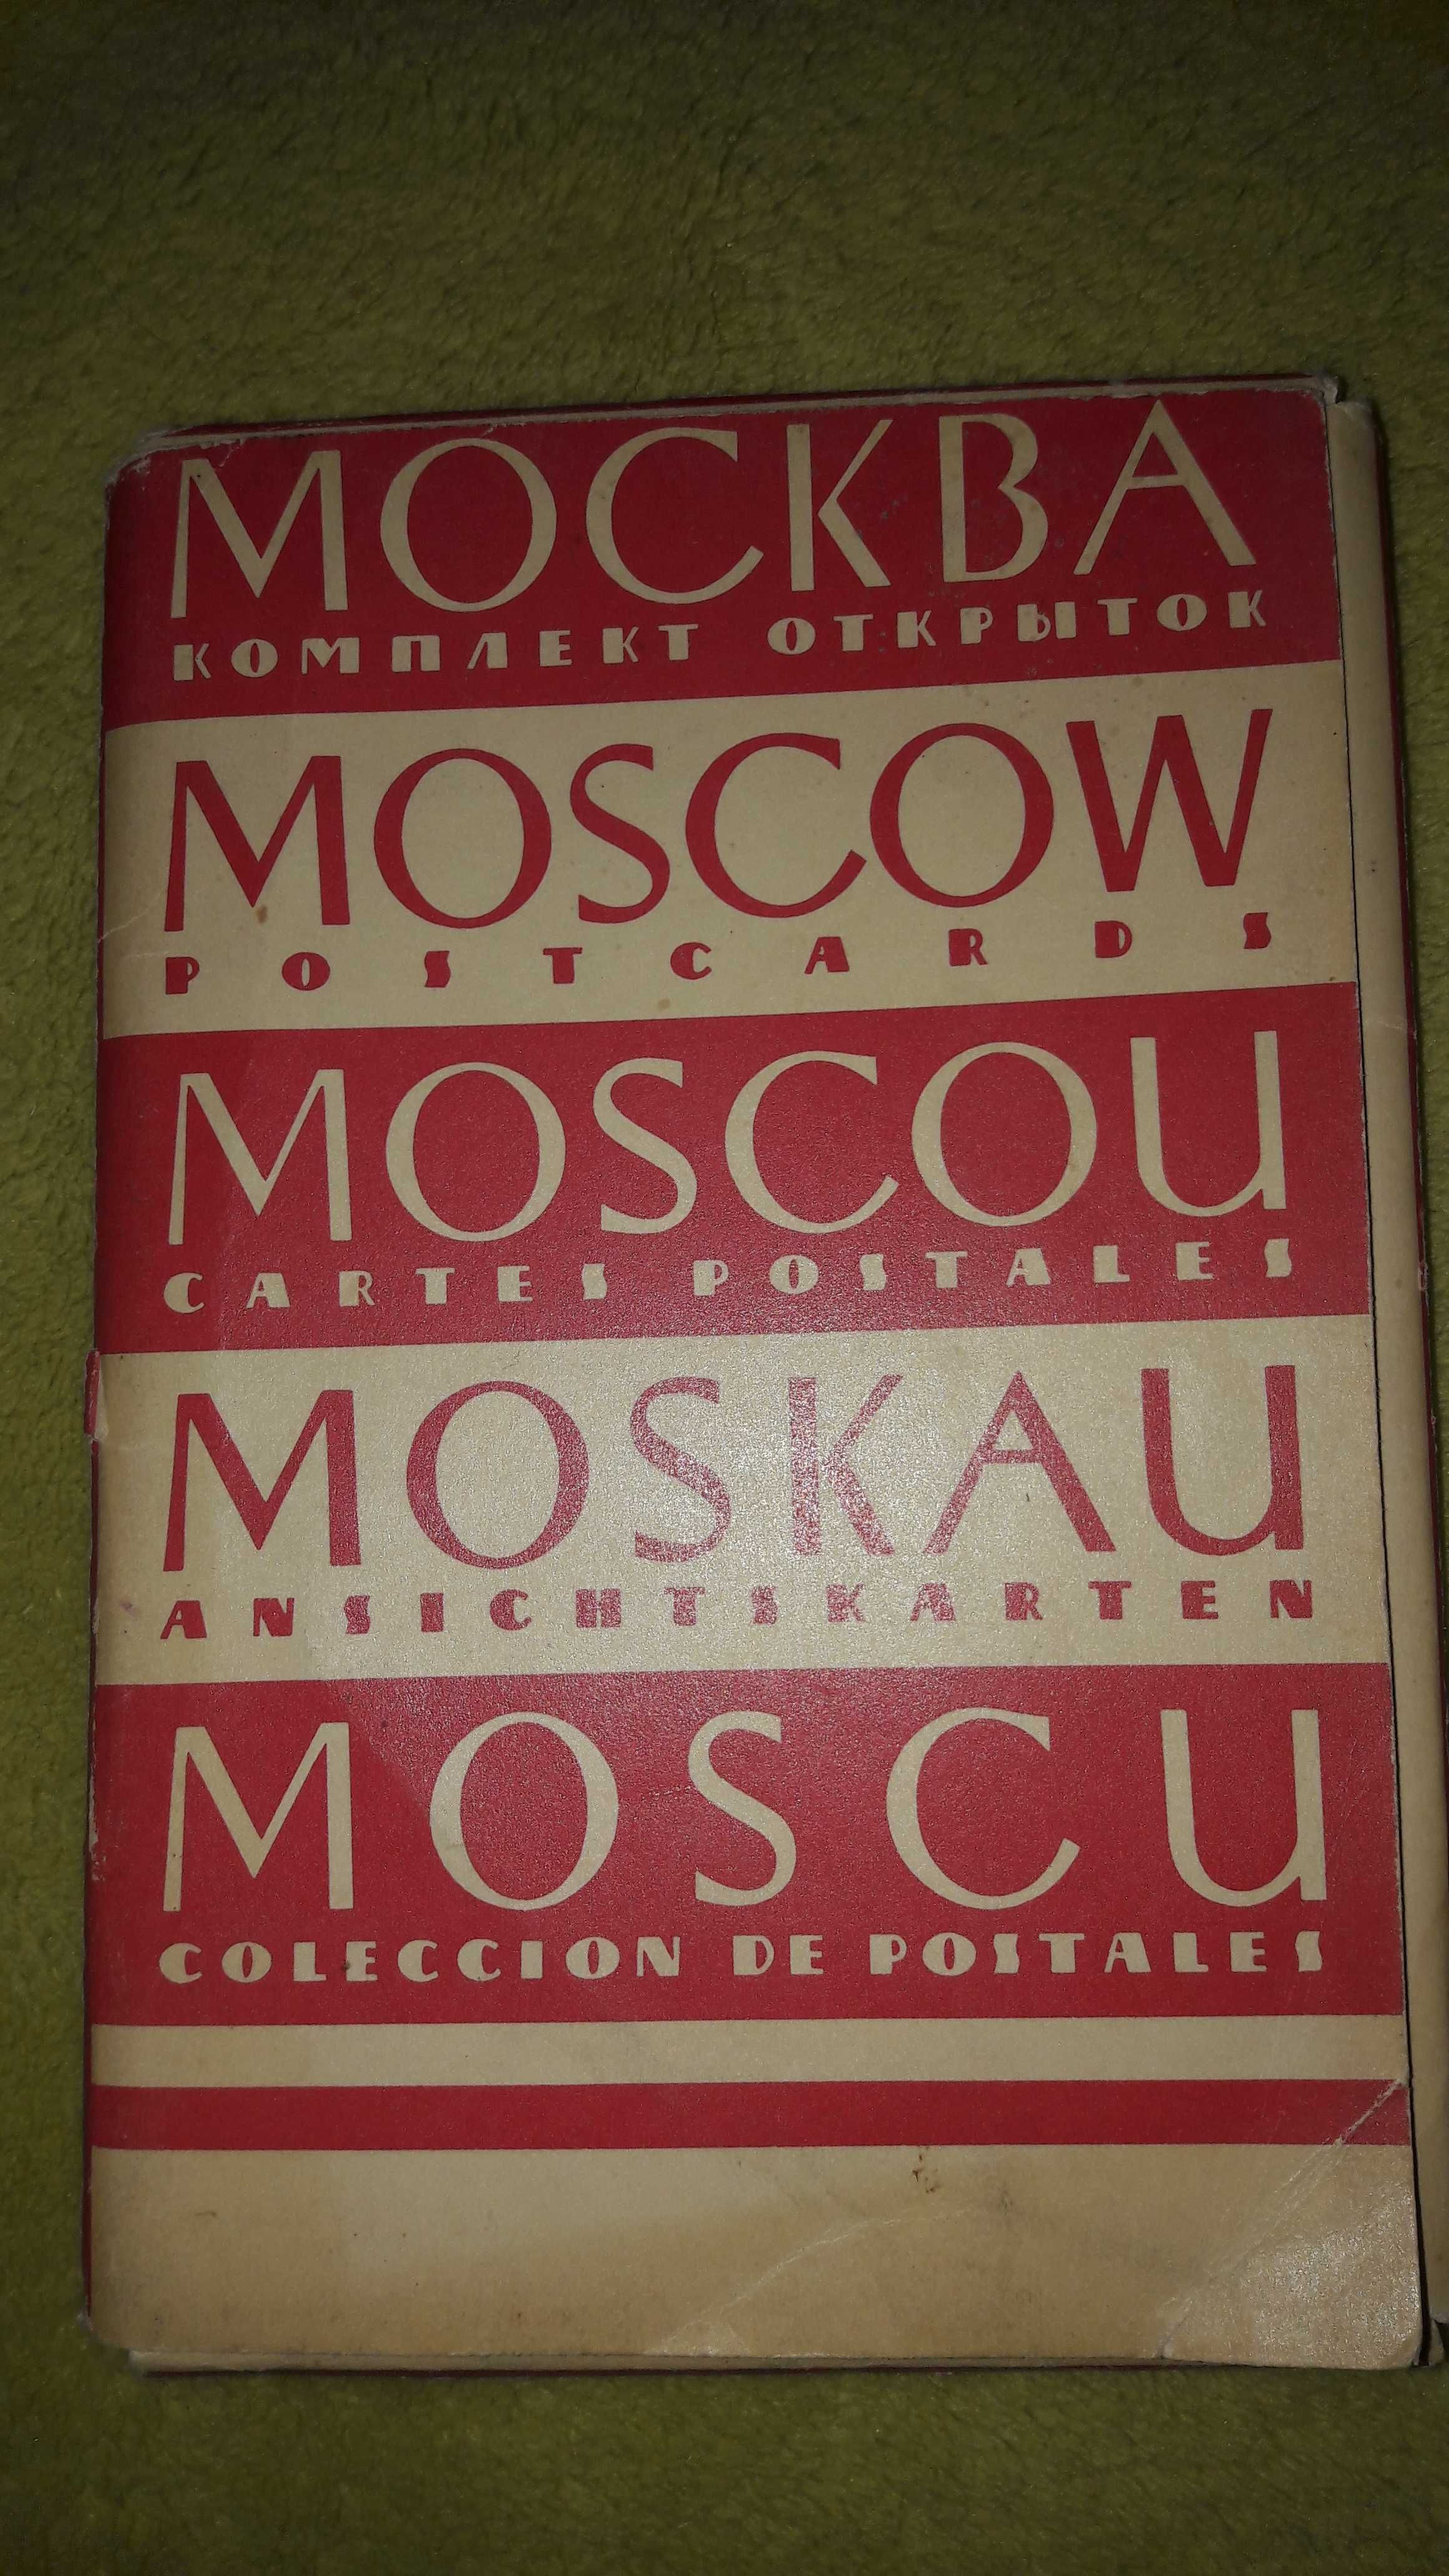 МОСКВА
КОМПЛЕКТ ОТКРЫТОК
MOSCOW
POSTCARDS
MOSCOU
CARTES POSTALES
MOSKAU
ANSICHTSKARTEN
MOSCU
COLECCION DE POSTALES